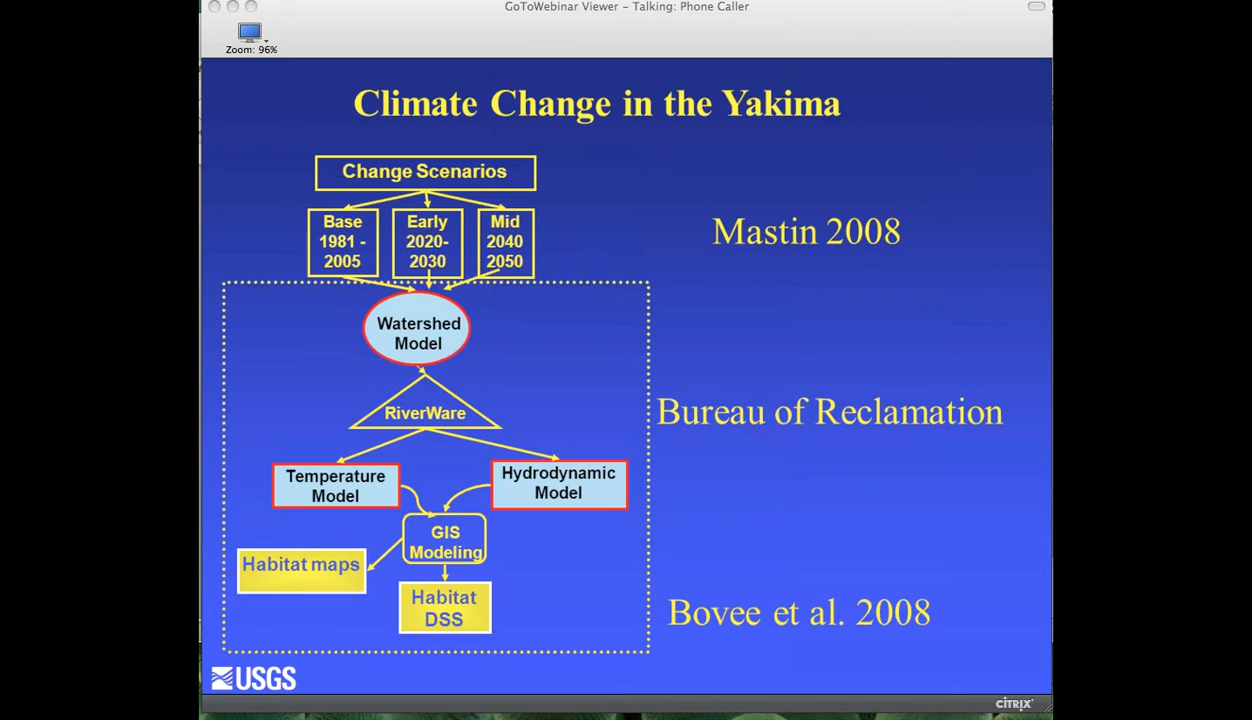 GoToWebinar Viewer - Talking: Phone Caller
Zoom: 96%
Climate Change in the Yakima
Change Scenarios
Base
1981 -
2005
Early
2020-
2030
Mid
2040
2050
Mastin 2008
Watershed
Model
RiverWare
Bureau of Reclamation
Temperature
Model
Hydrodynamic
Model
GIS
Modeling
Habitat maps
Habitat
DSS
Bovee et al. 2008
USGS
CITRIX